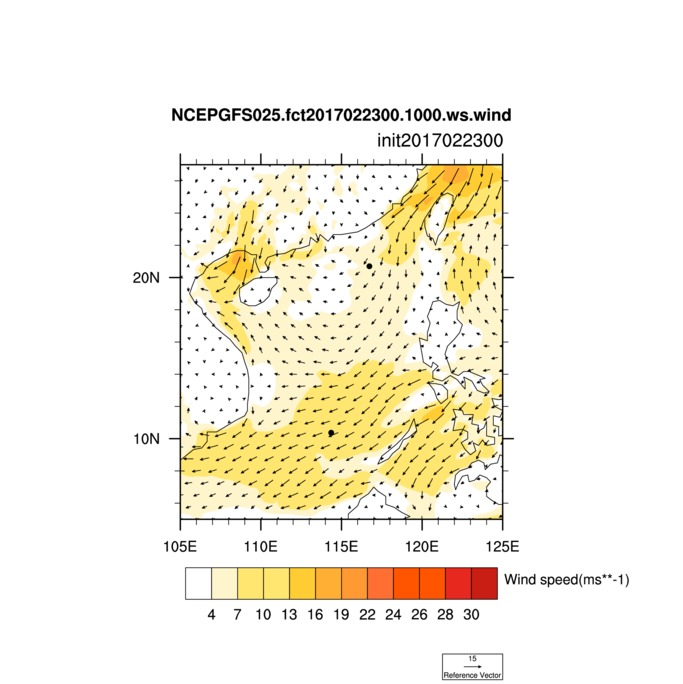 NCEPGFS025.fct2017022300.1000.ws.wind
init2017022300
20N
10N
105E 110E 115E 120E 125E
Wind speed(ms**-1)
4 7 10 13 16 19 22 24 26 28 30
15
Reference Vector